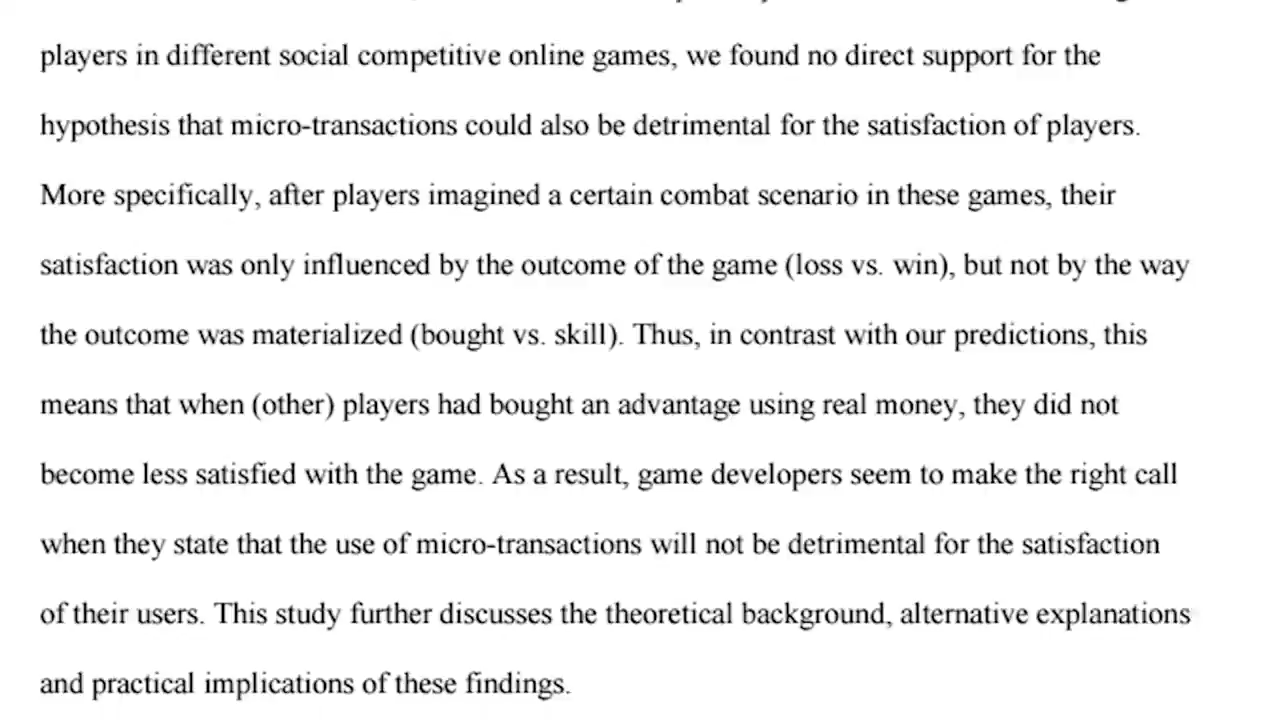 players in different social competitive online games, we found no direct support for the
hypothesis that micro-transactions could also be detrimental for the satisfaction of players.
More specifically, after players imagined a certain combat scenario in these games, their
satisfaction was only influenced by the outcome of the game (loss vs. win), but not by the way
the outcome was materialized (bought vs. skill). Thus, in contrast with our predictions, this
means that when (other) players had bought an advantage using real money, they did not
become less satisfied with the game. As a result, game developers seem to make the right call
when they state that the use of micro-transactions will not be detrimental for the satisfaction
of their users. This study further discusses the theoretical background, alternative explanations
and practical implications of these findings.